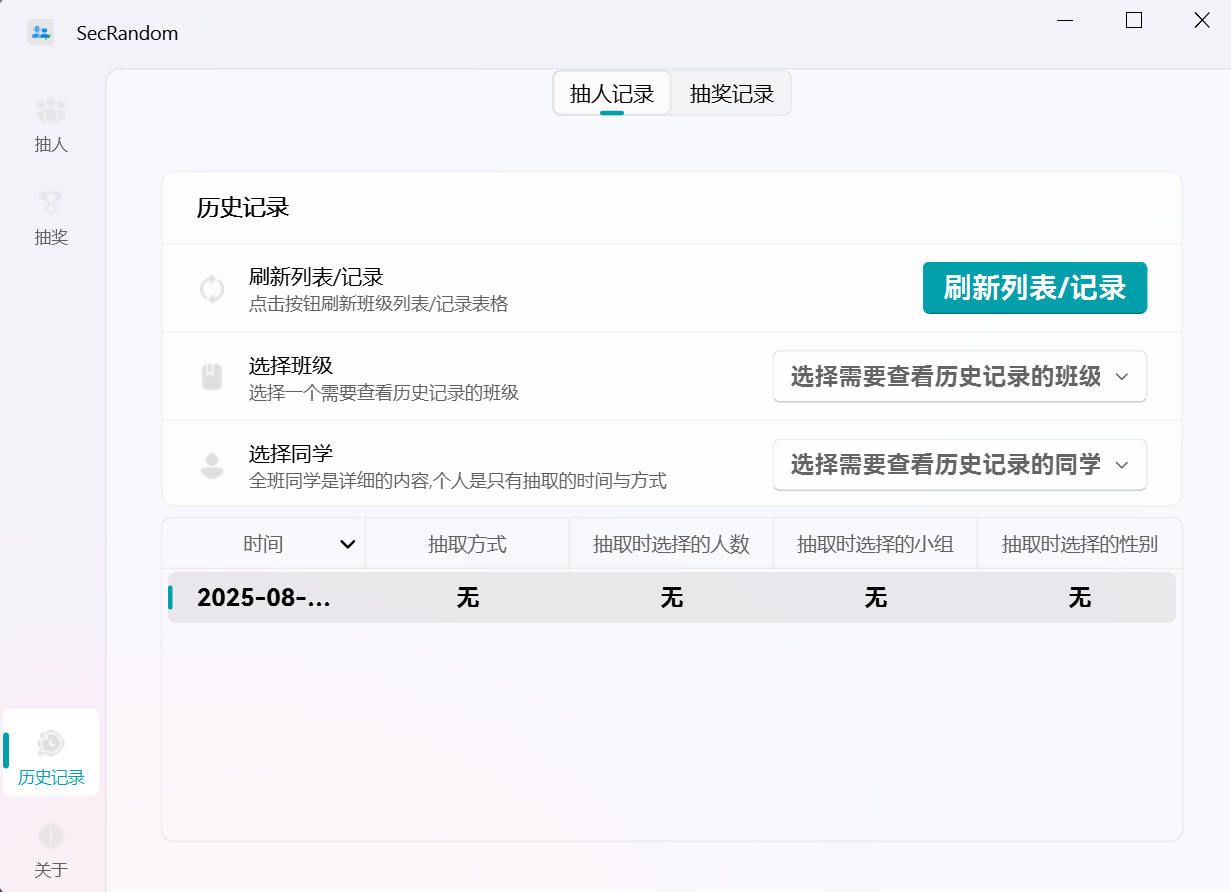 SecRandom
抽人记录 抽奖记录
抽人
抽奖
历史记录
刷新列表/记录
点击按钮刷新班级列表/记录表格
刷新列表/记录
选择班级
选择一个需要查看历史记录的班级
选择需要查看历史记录的班级
选择同学
全班同学是详细的内容,个人是只有抽取的时间与方式
选择需要查看历史记录的同学
时间 抽取方式 抽取时选择的人数 抽取时选择的小组 抽取时选择的性别
2025-08-... 无 无 无 无
历史记录
关于